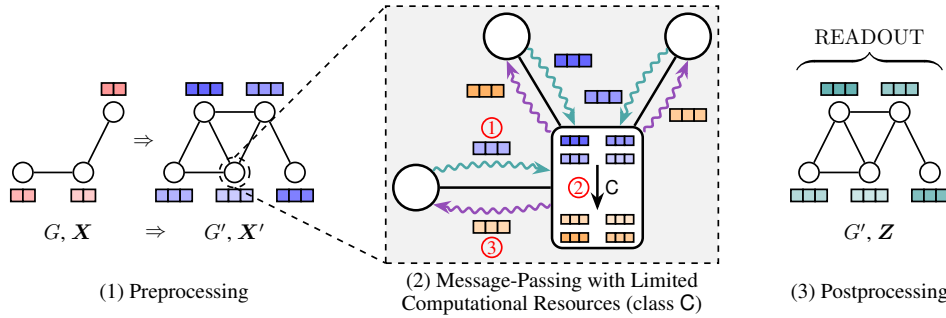 READOUT
⇒
①
②
C
③
G, X ⇒ G′, X′
G′, Z
(1) Preprocessing
(2) Message-Passing with Limited
Computational Resources (class C)
(3) Postprocessing